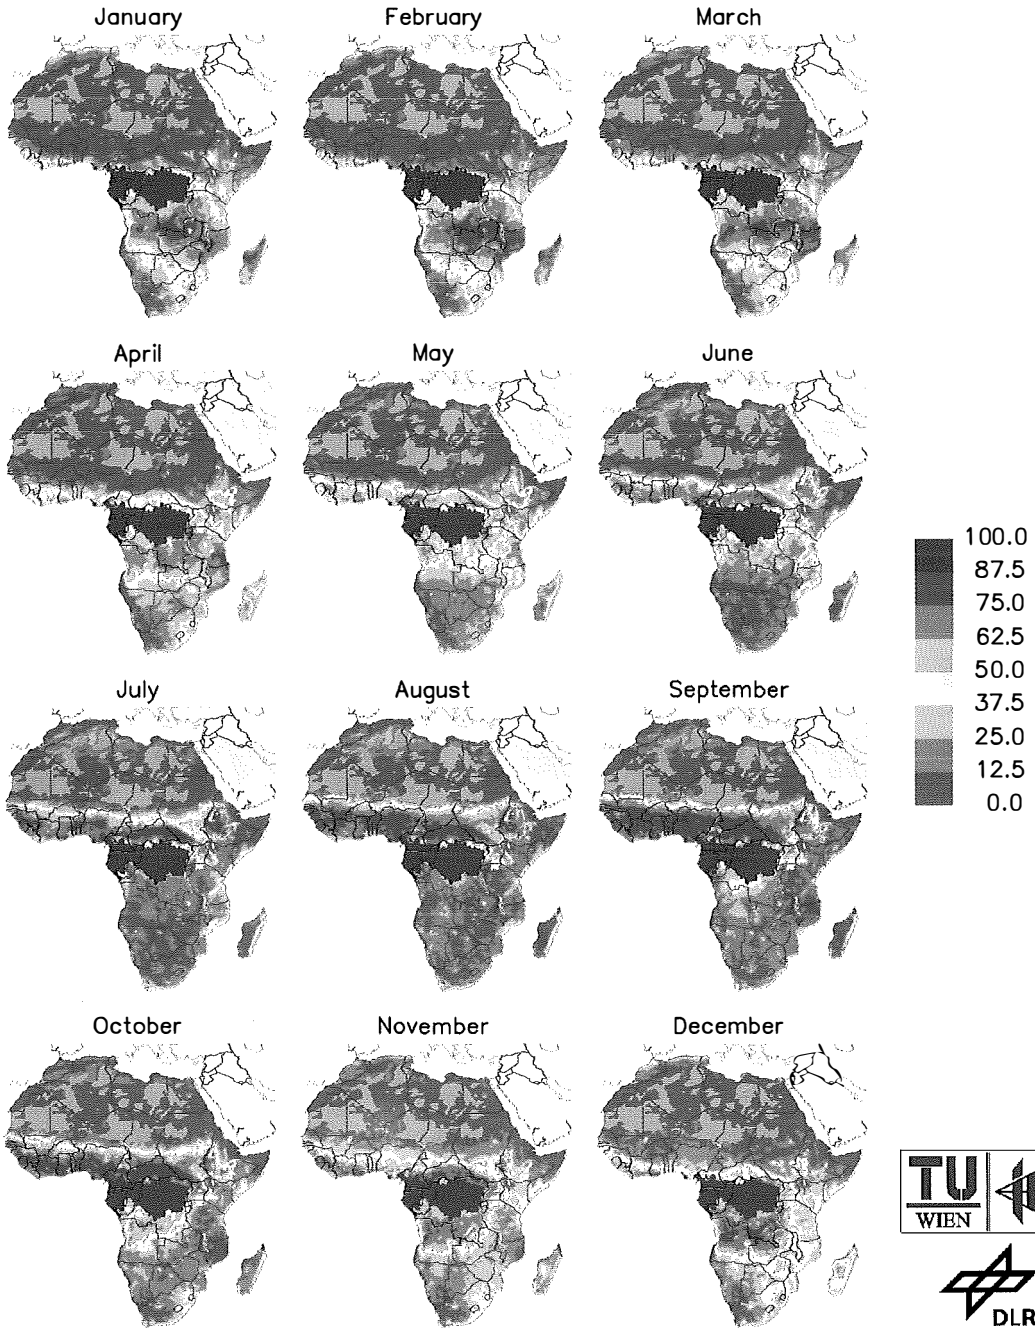 January
February
March
April
May
June
100.0
87.5
75.0
62.5
50.0
37.5
25.0
12.5
0.0
July
August
September
October
November
December
TU
WIEN
DLR